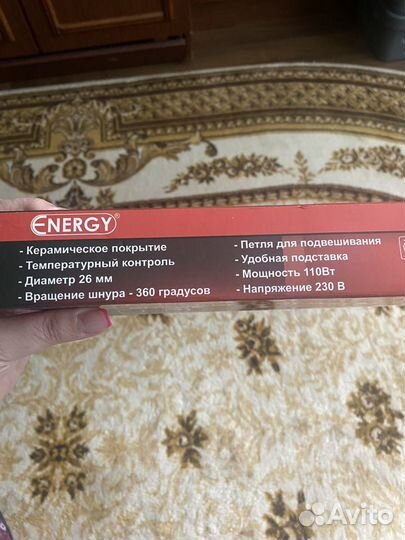 ENERGY®
- Керамическое покрытие
- Температурный контроль
- Диаметр 26 мм
- Вращение шнура - 360 градусов
- Петля для подвешивания
- Удобная подставка
- Мощность 110Вт
- Напряжение 230 В
Avito